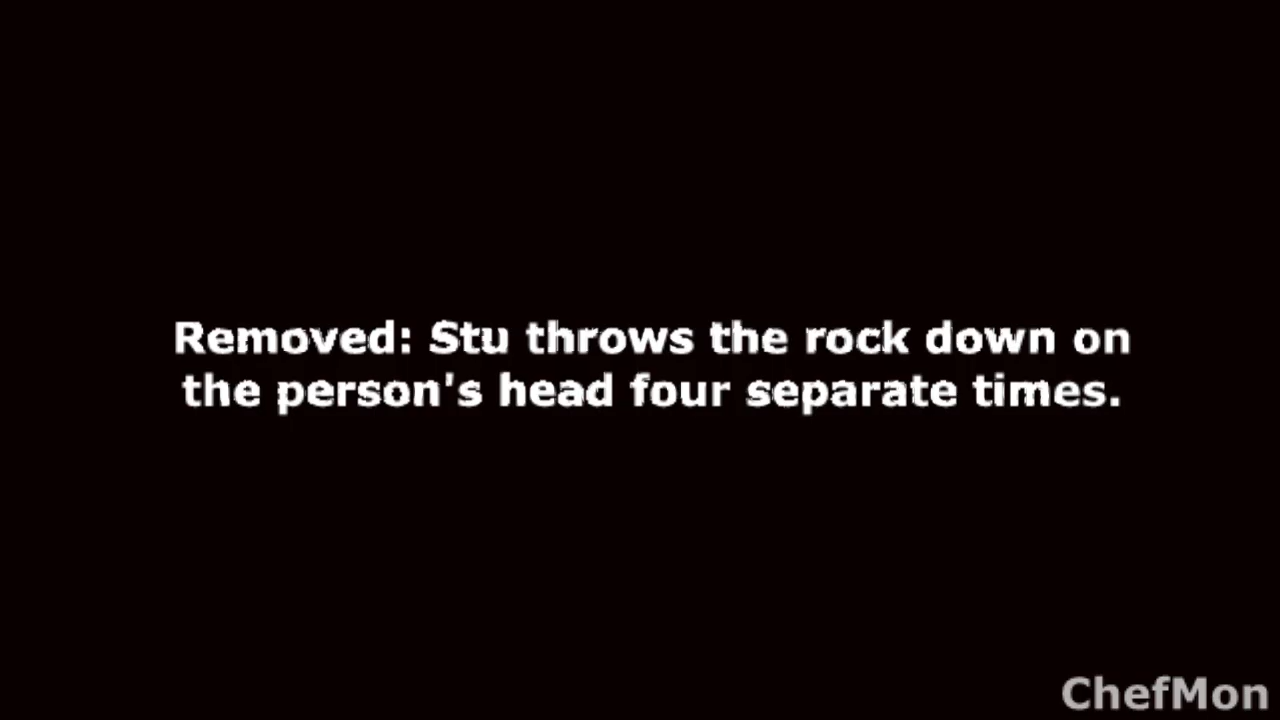 Removed: Stu throws the rock down on
the person's head four separate times.
ChefMon